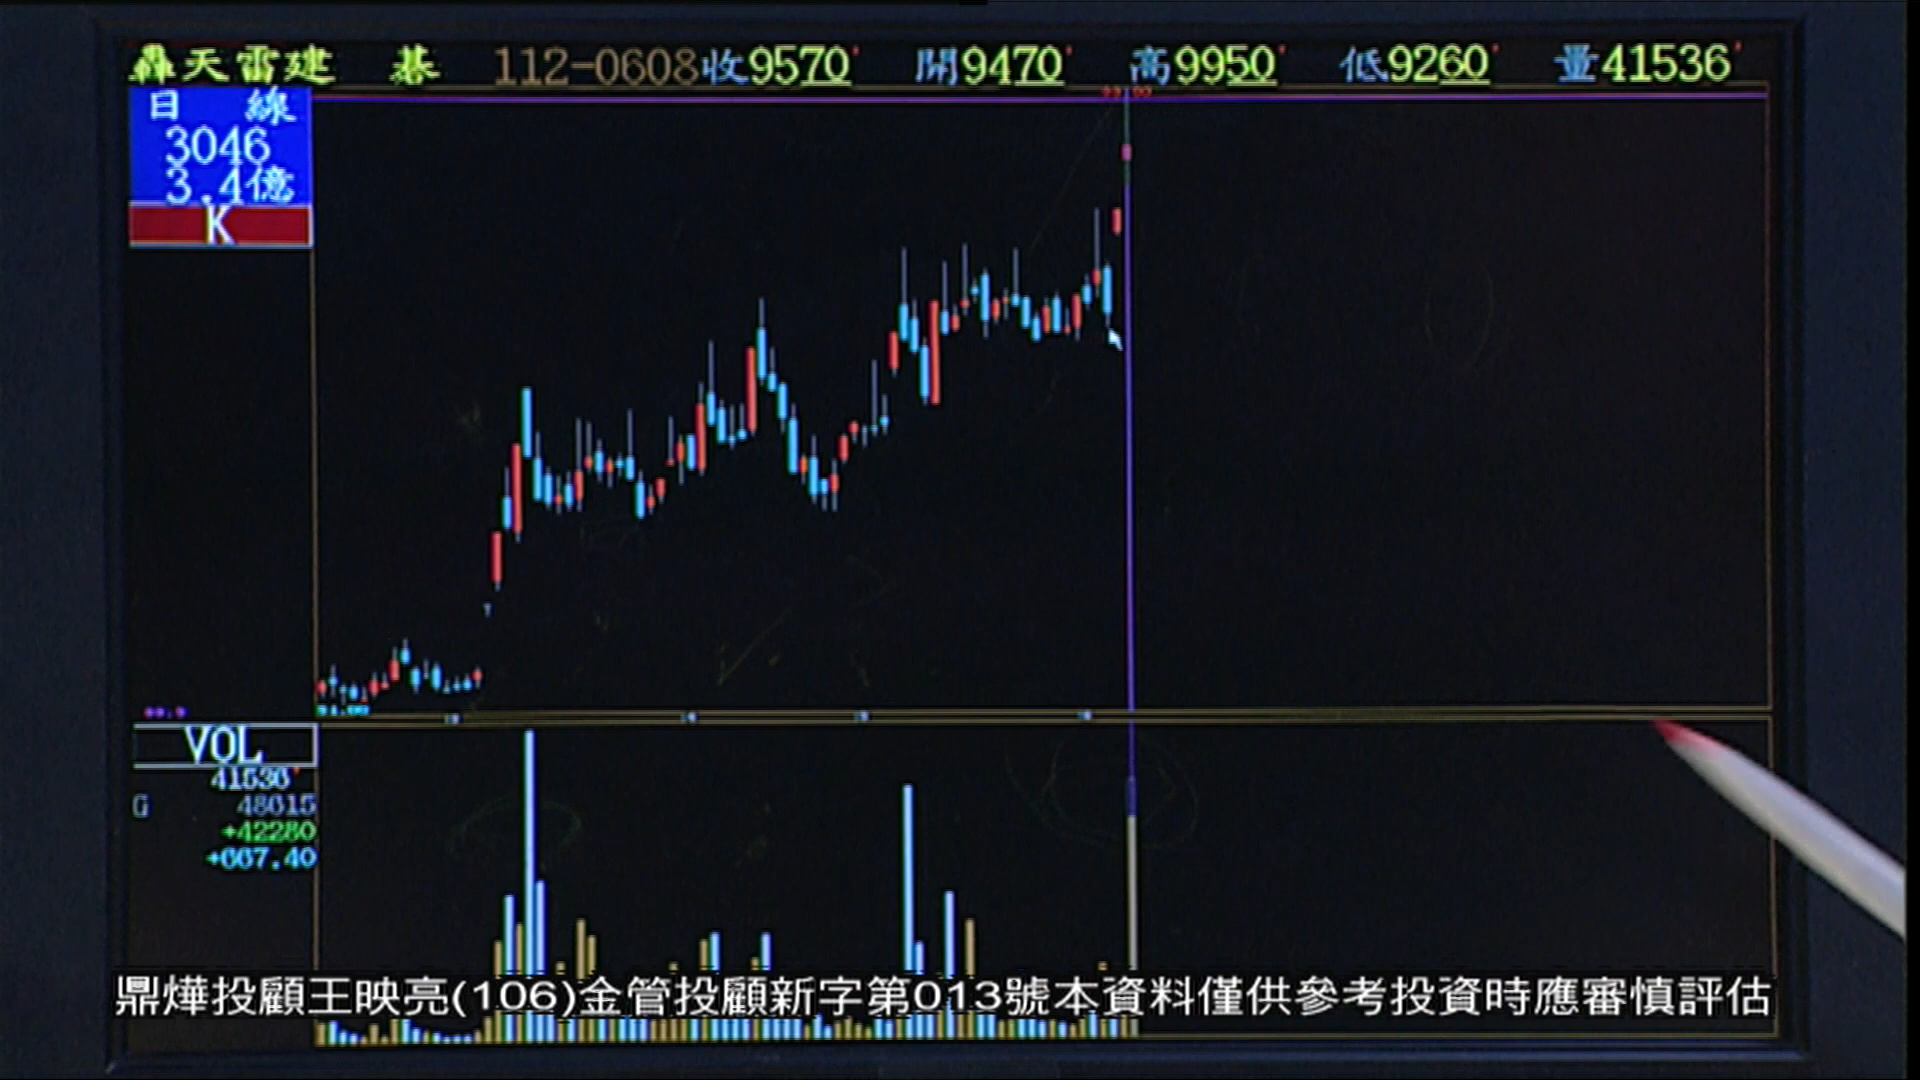 轟天雷建 碁 112-0608收9570 開9470 高9950 低9260 量41536
日 線
3046
3.4億
K
VOL
41536
G 48615
+42280
+667.40
鼎燁投顧王映亮(106)金管投顧新字第013號本資料僅供參考投資時應審慎評估